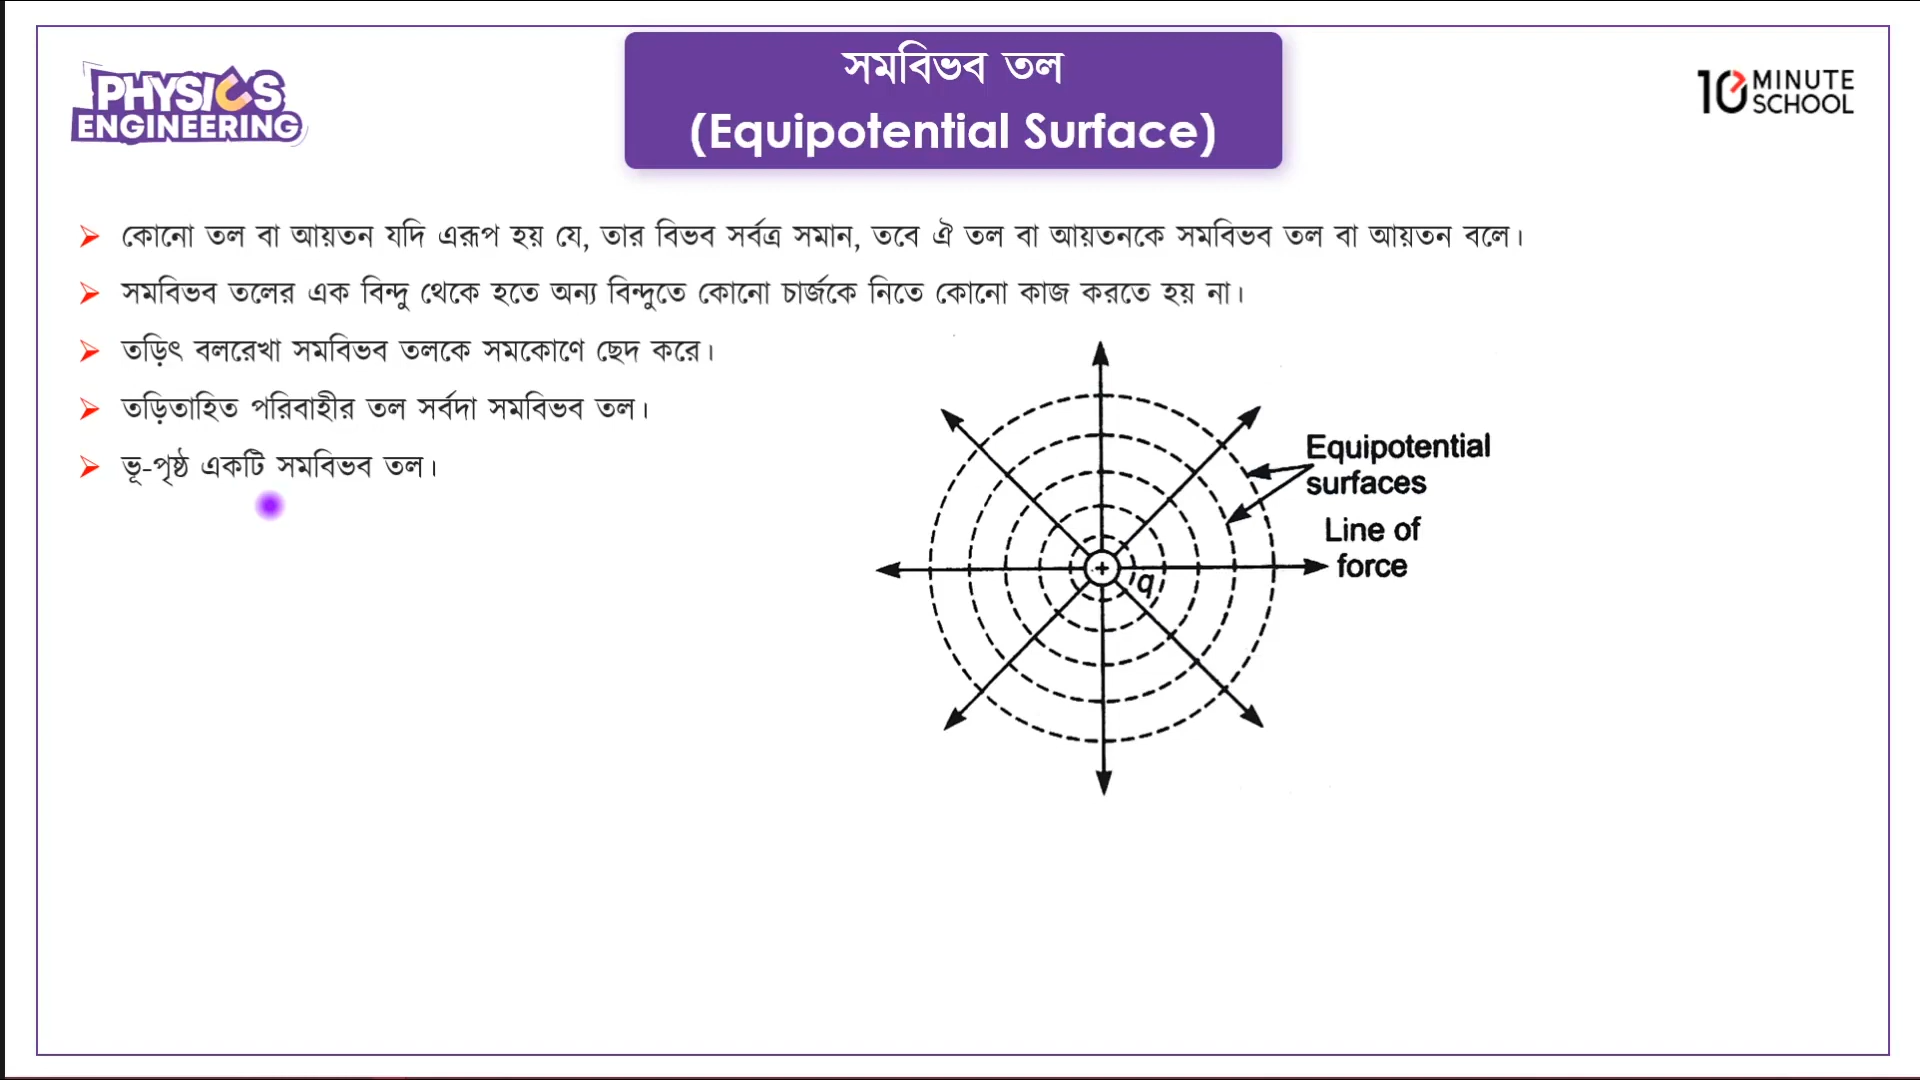 সমবিভব তল
(Equipotential Surface)
PHYSICS
ENGINEERING
10 MINUTE
SCHOOL
➢ কোনো তল বা আয়তন যদি এরূপ হয় যে, তার বিভব সর্বত্র সমান, তবে ঐ তল বা আয়তনকে সমবিভব তল বা আয়তন বলে।
➢ সমবিভব তলের এক বিন্দু থেকে হতে অন্য বিন্দুতে কোনো চার্জকে নিতে কোনো কাজ করতে হয় না।
➢ তড়িৎ বলরেখা সমবিভব তলকে সমকোণে ছেদ করে।
➢ তড়িতাহিত পরিবাহীর তল সর্বদা সমবিভব তল।
➢ ভূ-পৃষ্ঠ একটি সমবিভব তল।
Equipotential
surfaces
Line of
force
+
q